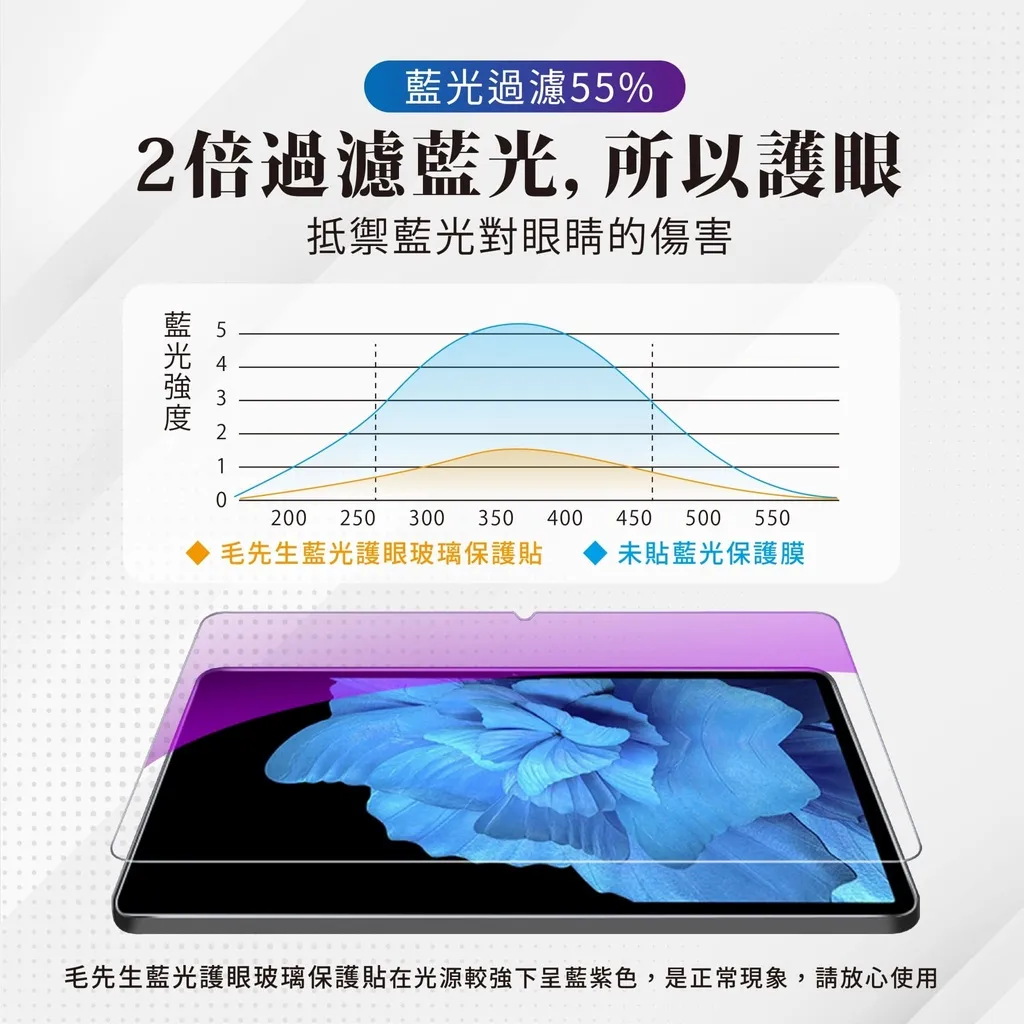 藍光過濾55%
2倍過濾藍光, 所以護眼
抵禦藍光對眼睛的傷害
藍光強度
5
4
3
2
1
0
200 250 300 350 400 450 500 550
◆ 毛先生藍光護眼玻璃保護貼 ◆ 未貼藍光保護膜
毛先生藍光護眼玻璃保護貼在光源較強下呈藍紫色，是正常現象，請放心使用